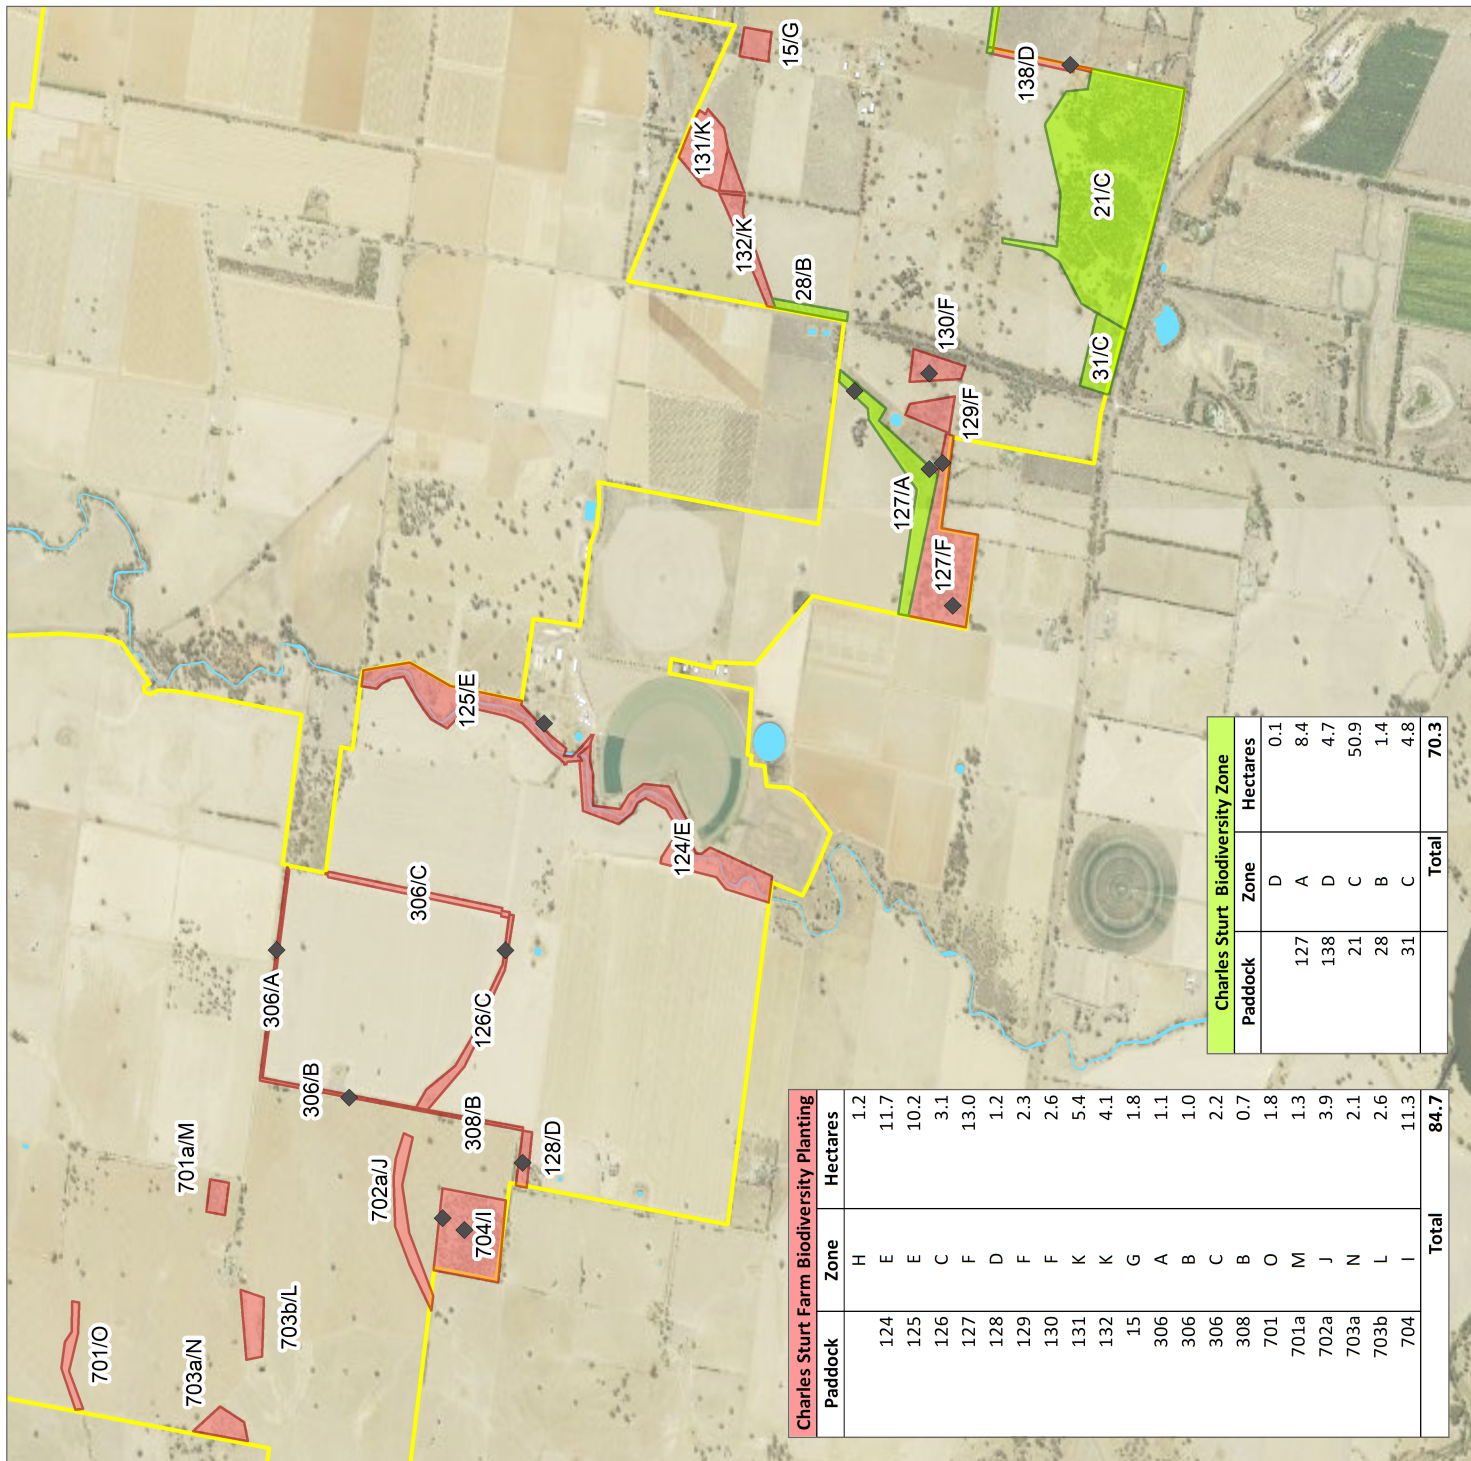 15/G
138/D
131/K
21/C
132/K
28/B
130/F
31/C
129/F
127/A
127/F
125/E
124/E
306/C
306/A
126/C
306/B
308/B
701a/M
128/D
702a/J
704/I
703b/L
701/O
703a/N
Charles Sturt Farm Biodiversity Planting
Paddock Zone Hectares
H 1.2
124 E 11.7
125 E 10.2
126 C 3.1
127 F 13.0
128 D 1.2
129 F 2.3
130 F 2.6
131 K 5.4
132 K 4.1
15 G 1.8
306 A 1.1
306 B 1.0
306 C 2.2
308 B 0.7
701 O 1.8
701a M 1.3
702a J 3.9
703a N 2.1
703b L 2.6
704 I 11.3
Total 84.7
Charles Sturt Biodiversity Zone
Paddock Zone Hectares
D 0.1
127 A 8.4
138 D 4.7
21 C 50.9
28 B 1.4
31 C 4.8
Total 70.3